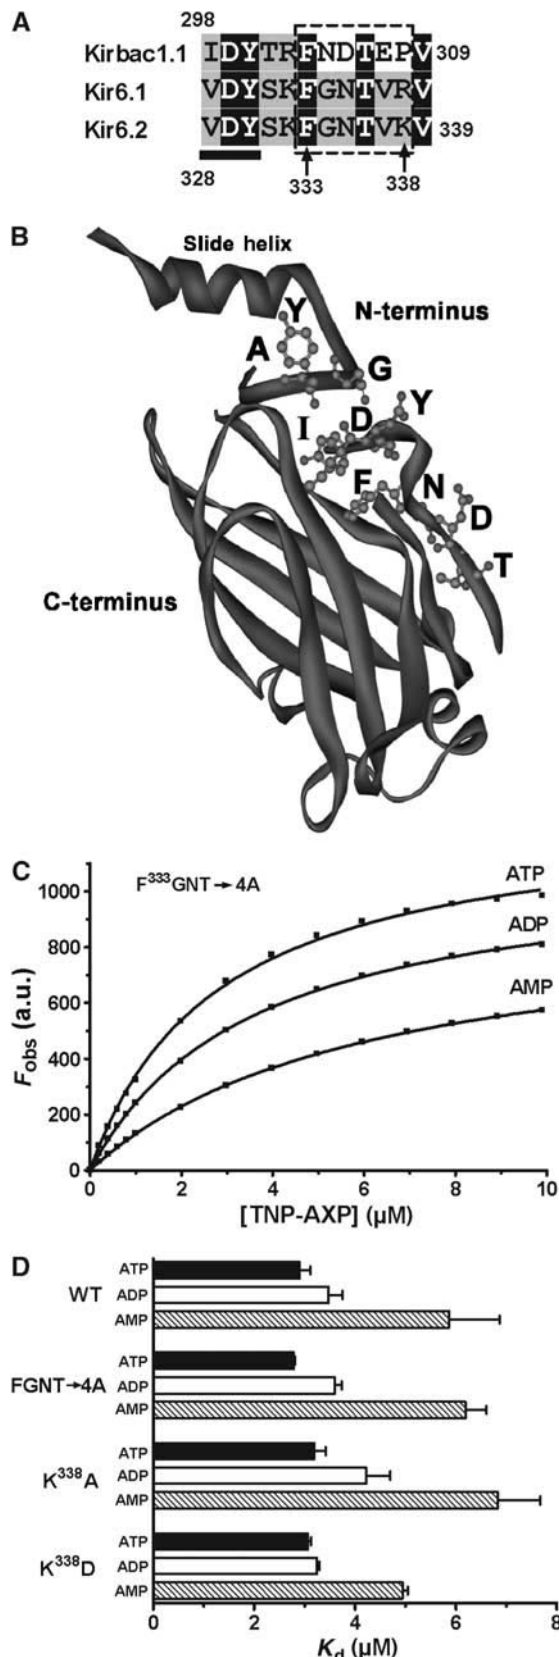 A
298
Kirbac1.1 IDYTRFNDTEPV 309
Kir6.1 VDYSKFGNTVRV
Kir6.2 VDYSKFGNTVKV 339
328 333 338
B
Slide helix
N-terminus
Y
A
G
I
D
Y
F
N
D
T
C-terminus
C
F333GNT→4A
ATP
ADP
AMP
Fobs (a.u.)
1000
800
600
400
200
0
0 2 4 6 8 10
[TNP-AXP] (μM)
D
WT
ATP
ADP
AMP
FGNT→4A
ATP
ADP
AMP
K338A
ATP
ADP
AMP
K338D
ATP
ADP
AMP
0 2 4 6 8
Kd (μM)